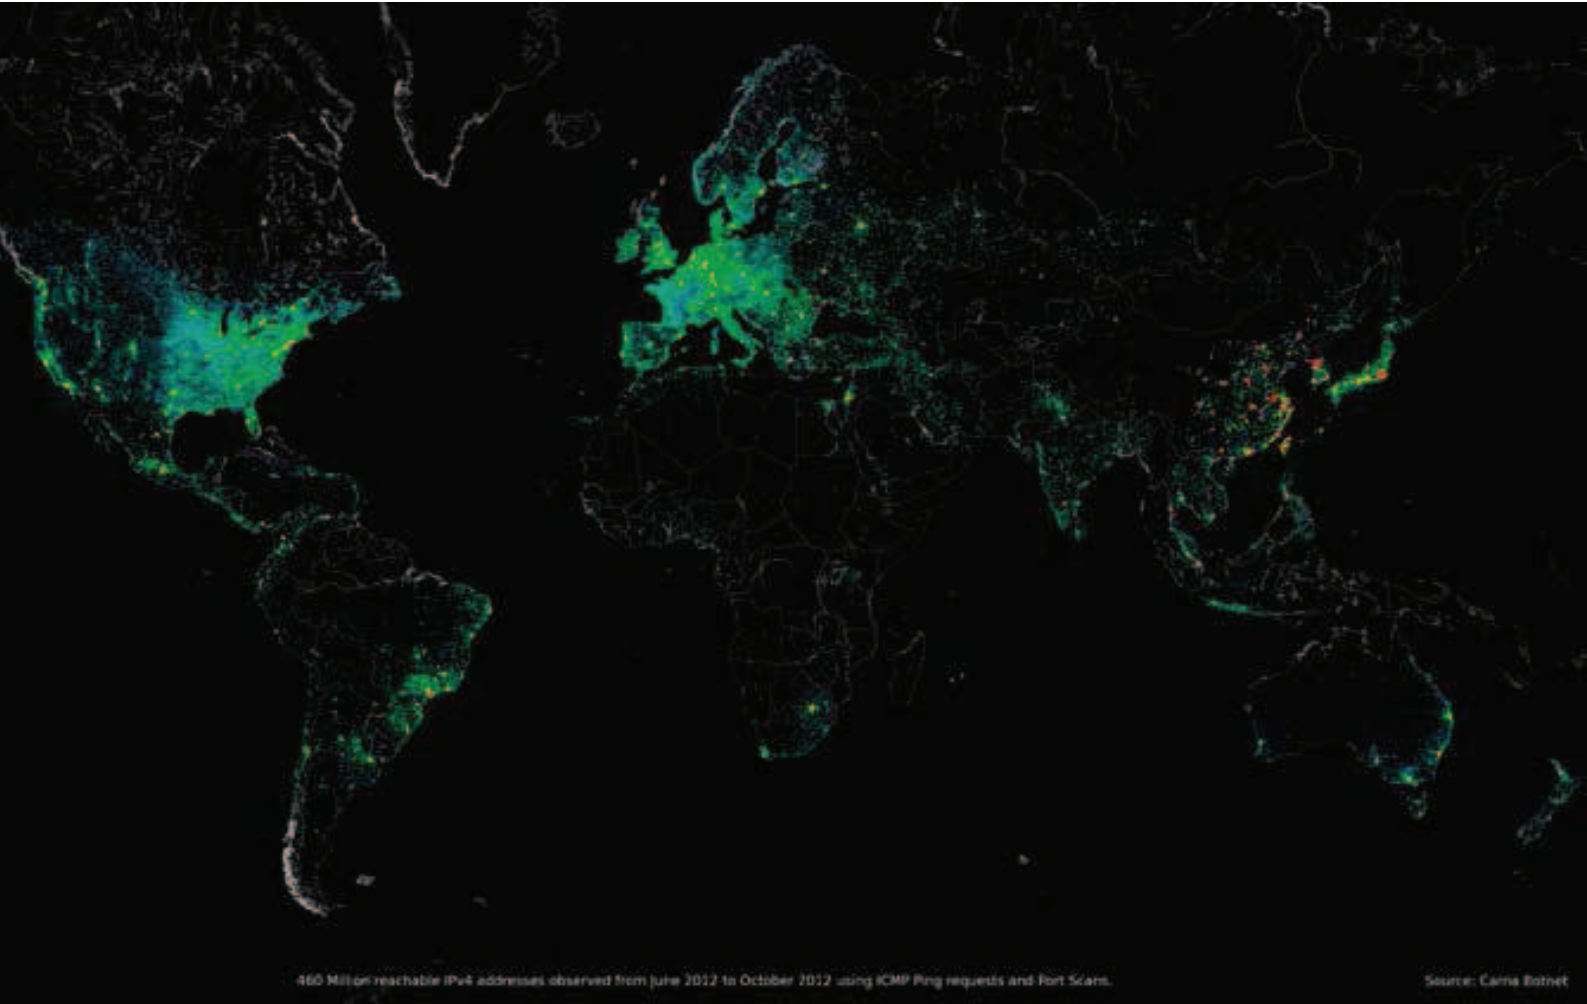 460 Million reachable IPv4 addresses observed from June 2012 to October 2012 using ICMP Ping requests and Port Scans.
Source: Carna Botnet